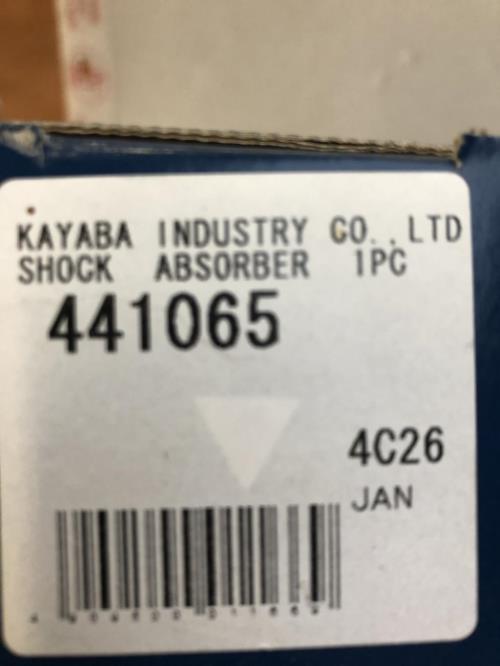 KAYABA INDUSTRY CO.,LTD
SHOCK ABSORBER 1PC
441065
4C26
JAN